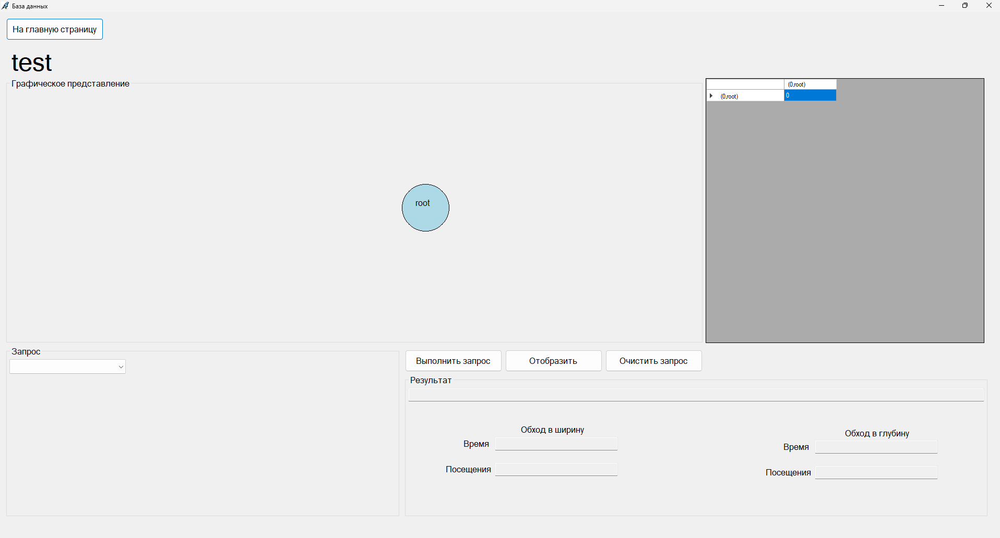 База данных
На главную страницу
test
Графическое представление
(0,root)
(0,root) 0
root
Запрос
Выполнить запрос Отобразить Очистить запрос
Результат
Обход в ширину
Время
Посещения
Обход в глубину
Время
Посещения